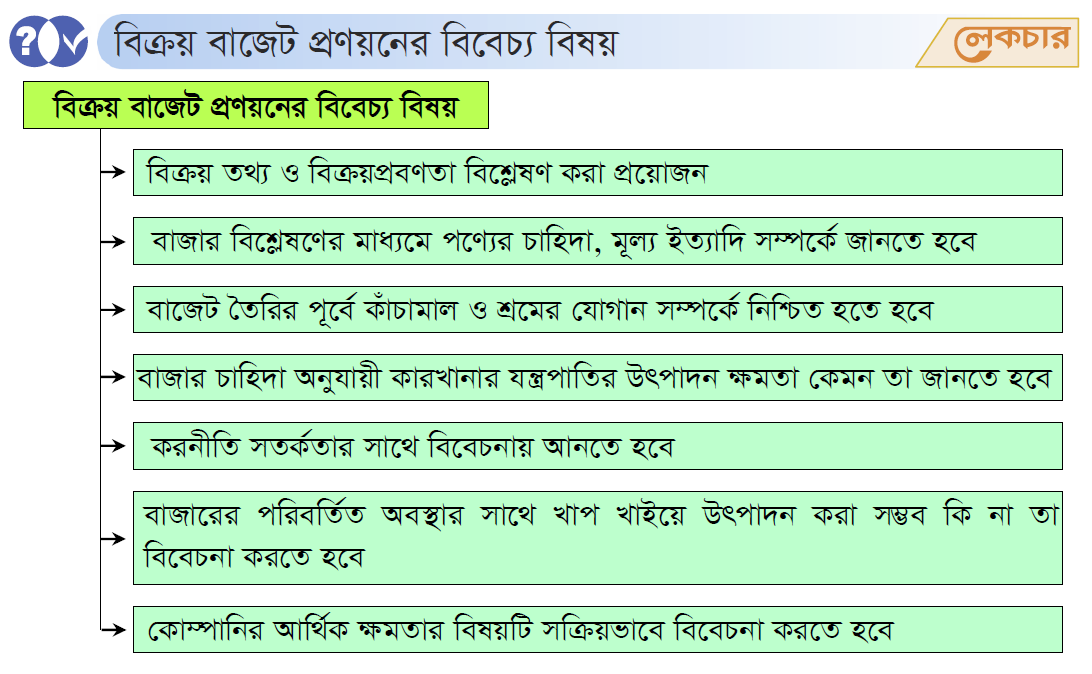 বিক্রয় বাজেট প্রণয়নের বিবেচ্য বিষয়
লেকচার
বিক্রয় বাজেট প্রণয়নের বিবেচ্য বিষয়
বিক্রয় তথ্য ও বিক্রয়প্রবণতা বিশ্লেষণ করা প্রয়োজন
বাজার বিশ্লেষণের মাধ্যমে পণ্যের চাহিদা, মূল্য ইত্যাদি সম্পর্কে জানতে হবে
বাজেট তৈরির পূর্বে কাঁচামাল ও শ্রমের যোগান সম্পর্কে নিশ্চিত হতে হবে
বাজার চাহিদা অনুযায়ী কারখানার যন্ত্রপাতির উৎপাদন ক্ষমতা কেমন তা জানতে হবে
করনীতি সতর্কতার সাথে বিবেচনায় আনতে হবে
বাজারের পরিবর্তিত অবস্থার সাথে খাপ খাইয়ে উৎপাদন করা সম্ভব কি না তা
বিবেচনা করতে হবে
কোম্পানির আর্থিক ক্ষমতার বিষয়টি সক্রিয়ভাবে বিবেচনা করতে হবে